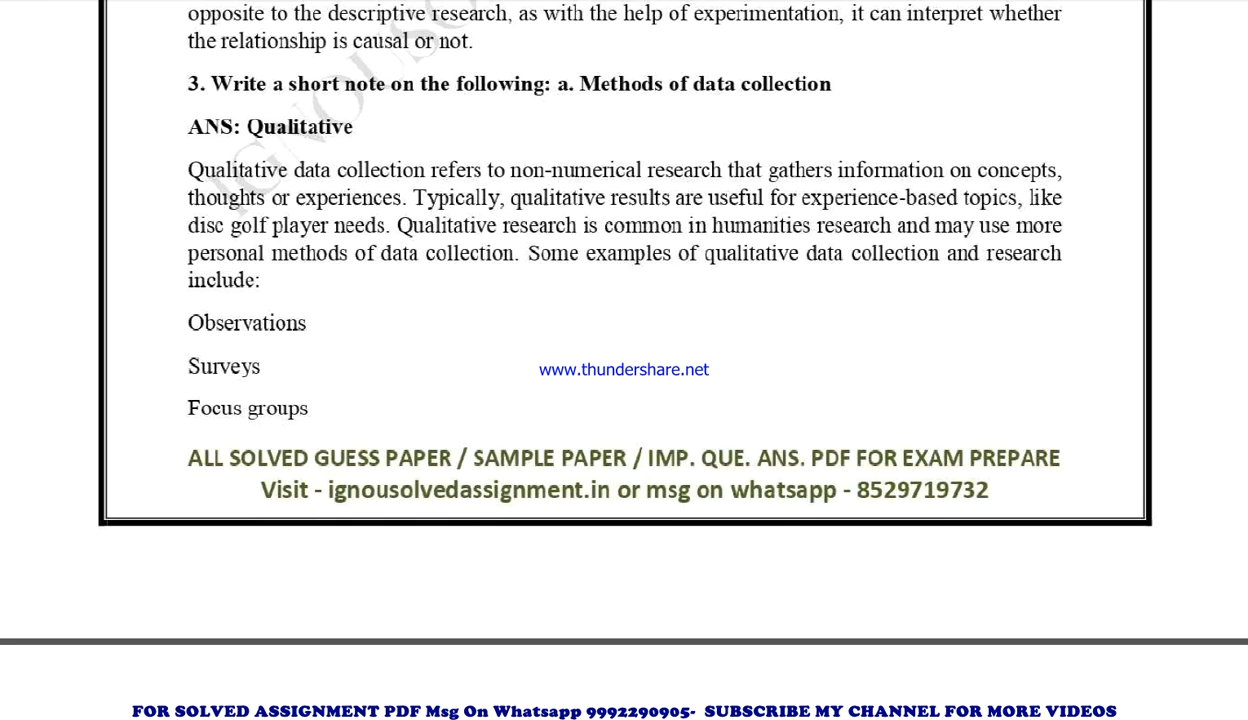 opposite to the descriptive research, as with the help of experimentation, it can interpret whether
the relationship is causal or not.
3. Write a short note on the following: a. Methods of data collection
ANS: Qualitative
Qualitative data collection refers to non-numerical research that gathers information on concepts,
thoughts or experiences. Typically, qualitative results are useful for experience-based topics, like
disc golf player needs. Qualitative research is common in humanities research and may use more
personal methods of data collection. Some examples of qualitative data collection and research
include:
Observations
Surveys
www.thundershare.net
Focus groups
ALL SOLVED GUESS PAPER / SAMPLE PAPER / IMP. QUE. ANS. PDF FOR EXAM PREPARE
Visit - ignousolvedassignment.in or msg on whatsapp - 8529719732
FOR SOLVED ASSIGNMENT PDF Msg On Whatsapp 9992290905- SUBSCRIBE MY CHANNEL FOR MORE VIDEOS